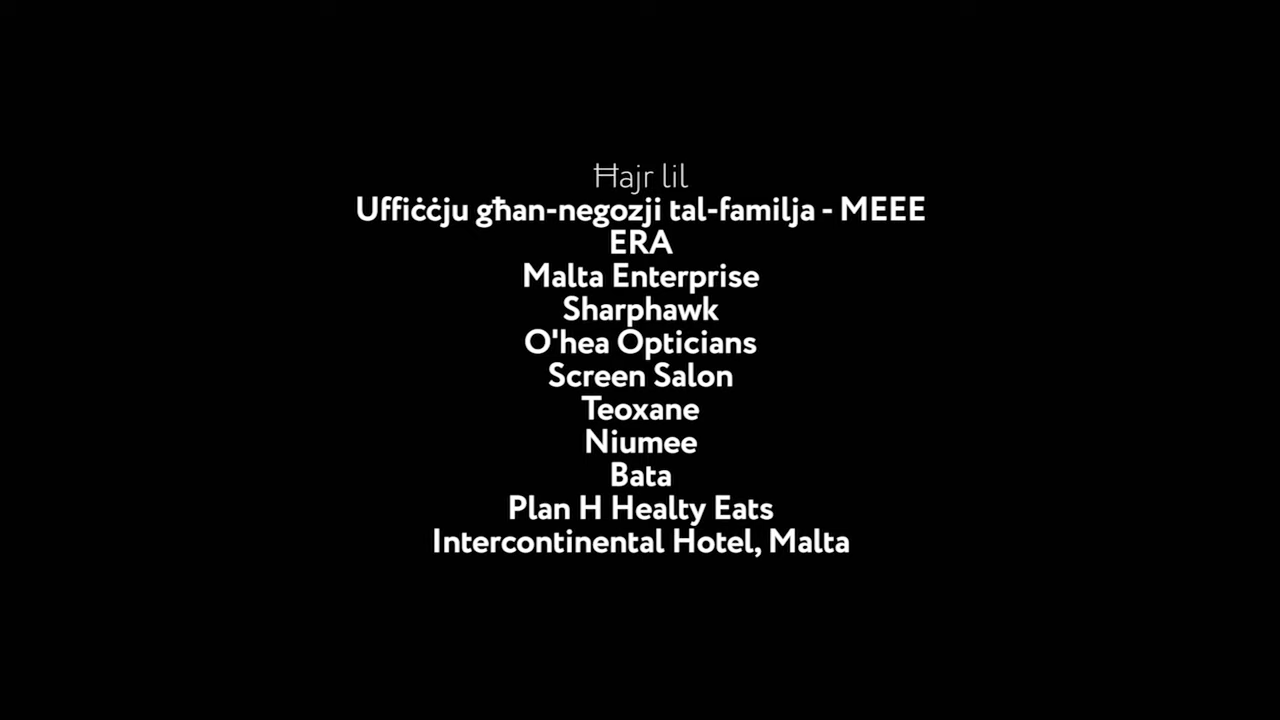 Ħajr lil
Uffiċċju għan-negozji tal-familja - MEEE
ERA
Malta Enterprise
Sharphawk
O'hea Opticians
Screen Salon
Teoxane
Niumee
Bata
Plan H Healty Eats
Intercontinental Hotel, Malta